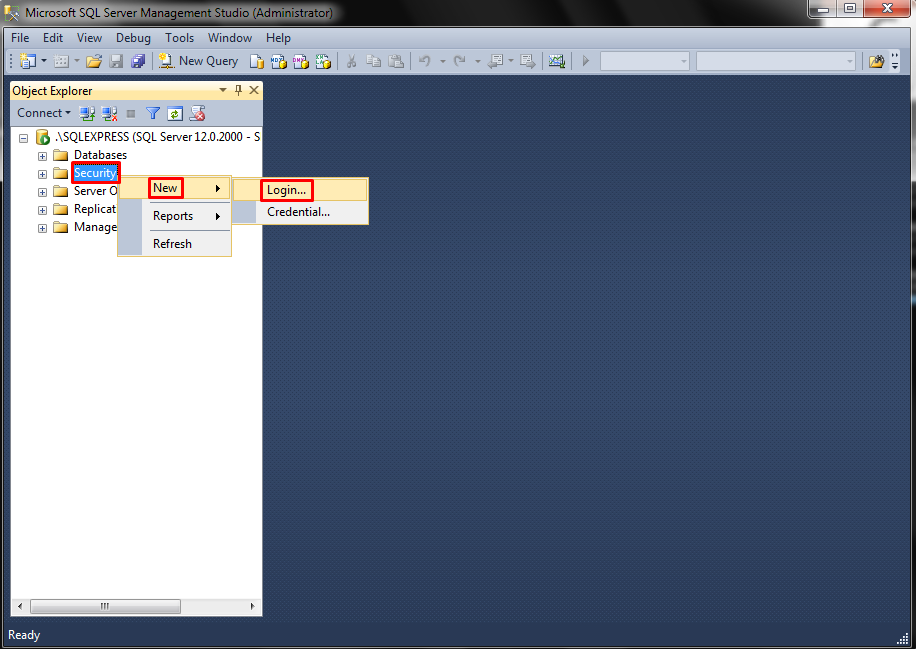 Microsoft SQL Server Management Studio (Administrator)
File Edit View Debug Tools Window Help
New Query
Object Explorer
Connect
.\SQLEXPRESS (SQL Server 12.0.2000 - S
Databases
Security
Server O
Replicat
Manage
New
Reports
Refresh
Login...
Credential...
Ready